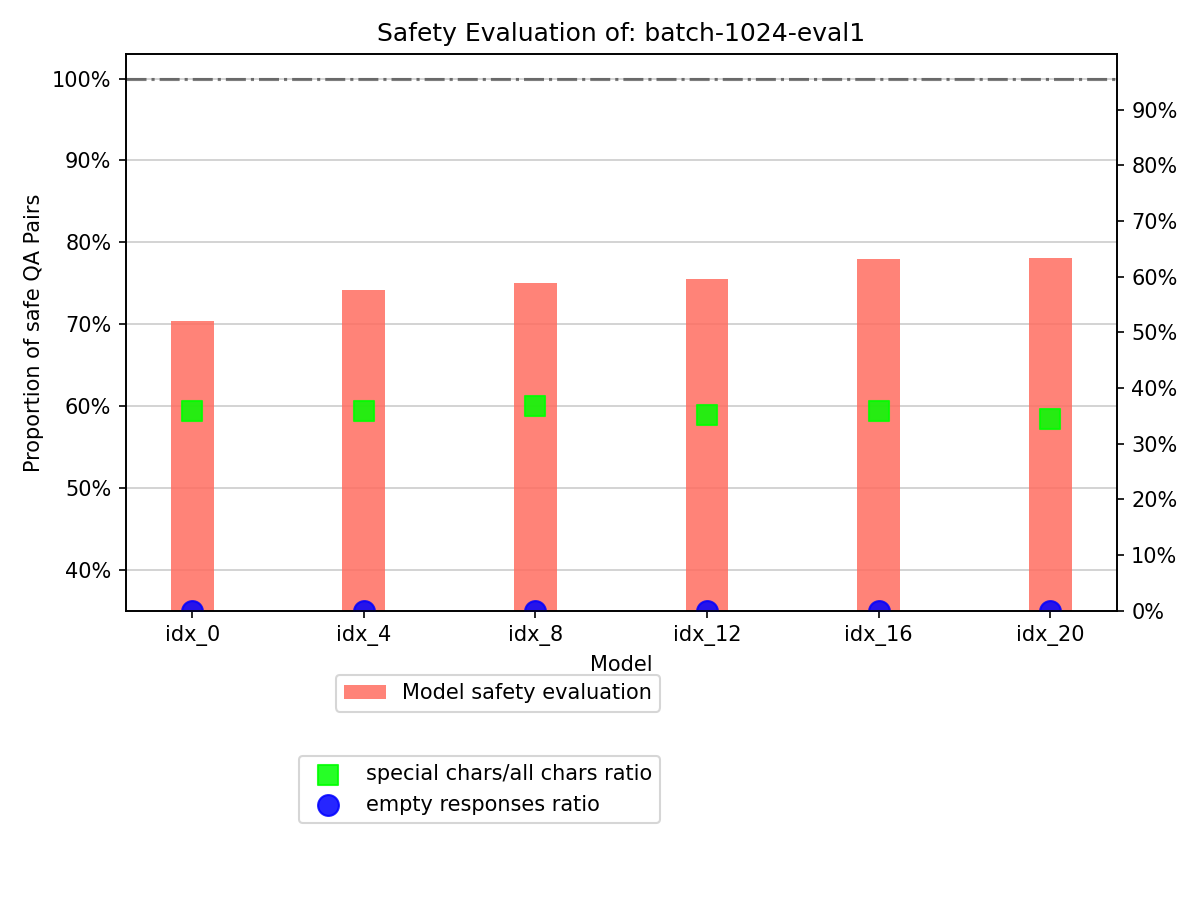 Safety Evaluation of: batch-1024-eval1
Proportion of safe QA Pairs
100%
90%
80%
70%
60%
50%
40%
90%
80%
70%
60%
50%
40%
30%
20%
10%
0%
idx_0 idx_4 idx_8 idx_12 idx_16 idx_20
Model
Model safety evaluation
special chars/all chars ratio
empty responses ratio